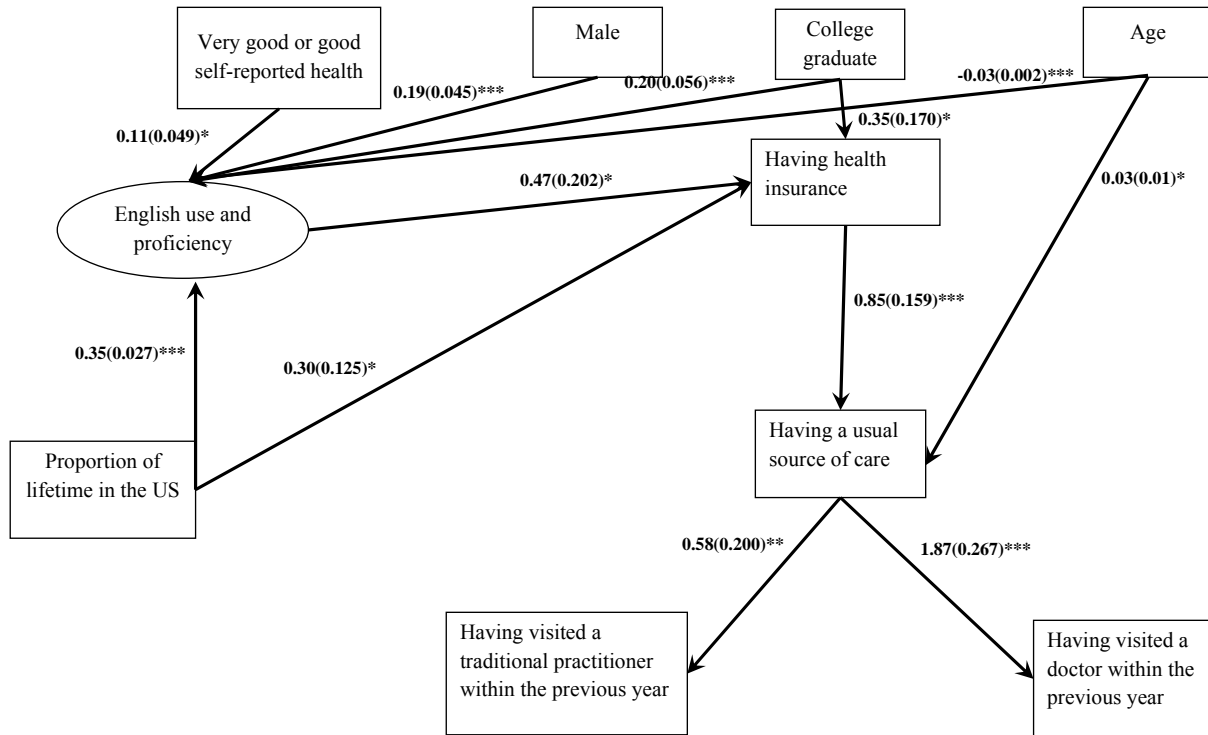 Very good or good
self-reported health
Male
College
graduate
Age
0.11(0.049)*
0.19(0.045)***
0.20(0.056)***
-0.03(0.002)***
0.35(0.170)*
Having health
insurance
0.03(0.01)*
0.47(0.202)*
English use and
proficiency
0.85(0.159)***
0.35(0.027)***
0.30(0.125)*
Having a usual
source of care
Proportion of
lifetime in the US
0.58(0.200)**
1.87(0.267)***
Having visited a
traditional practitioner
within the previous year
Having visited a
doctor within the
previous year